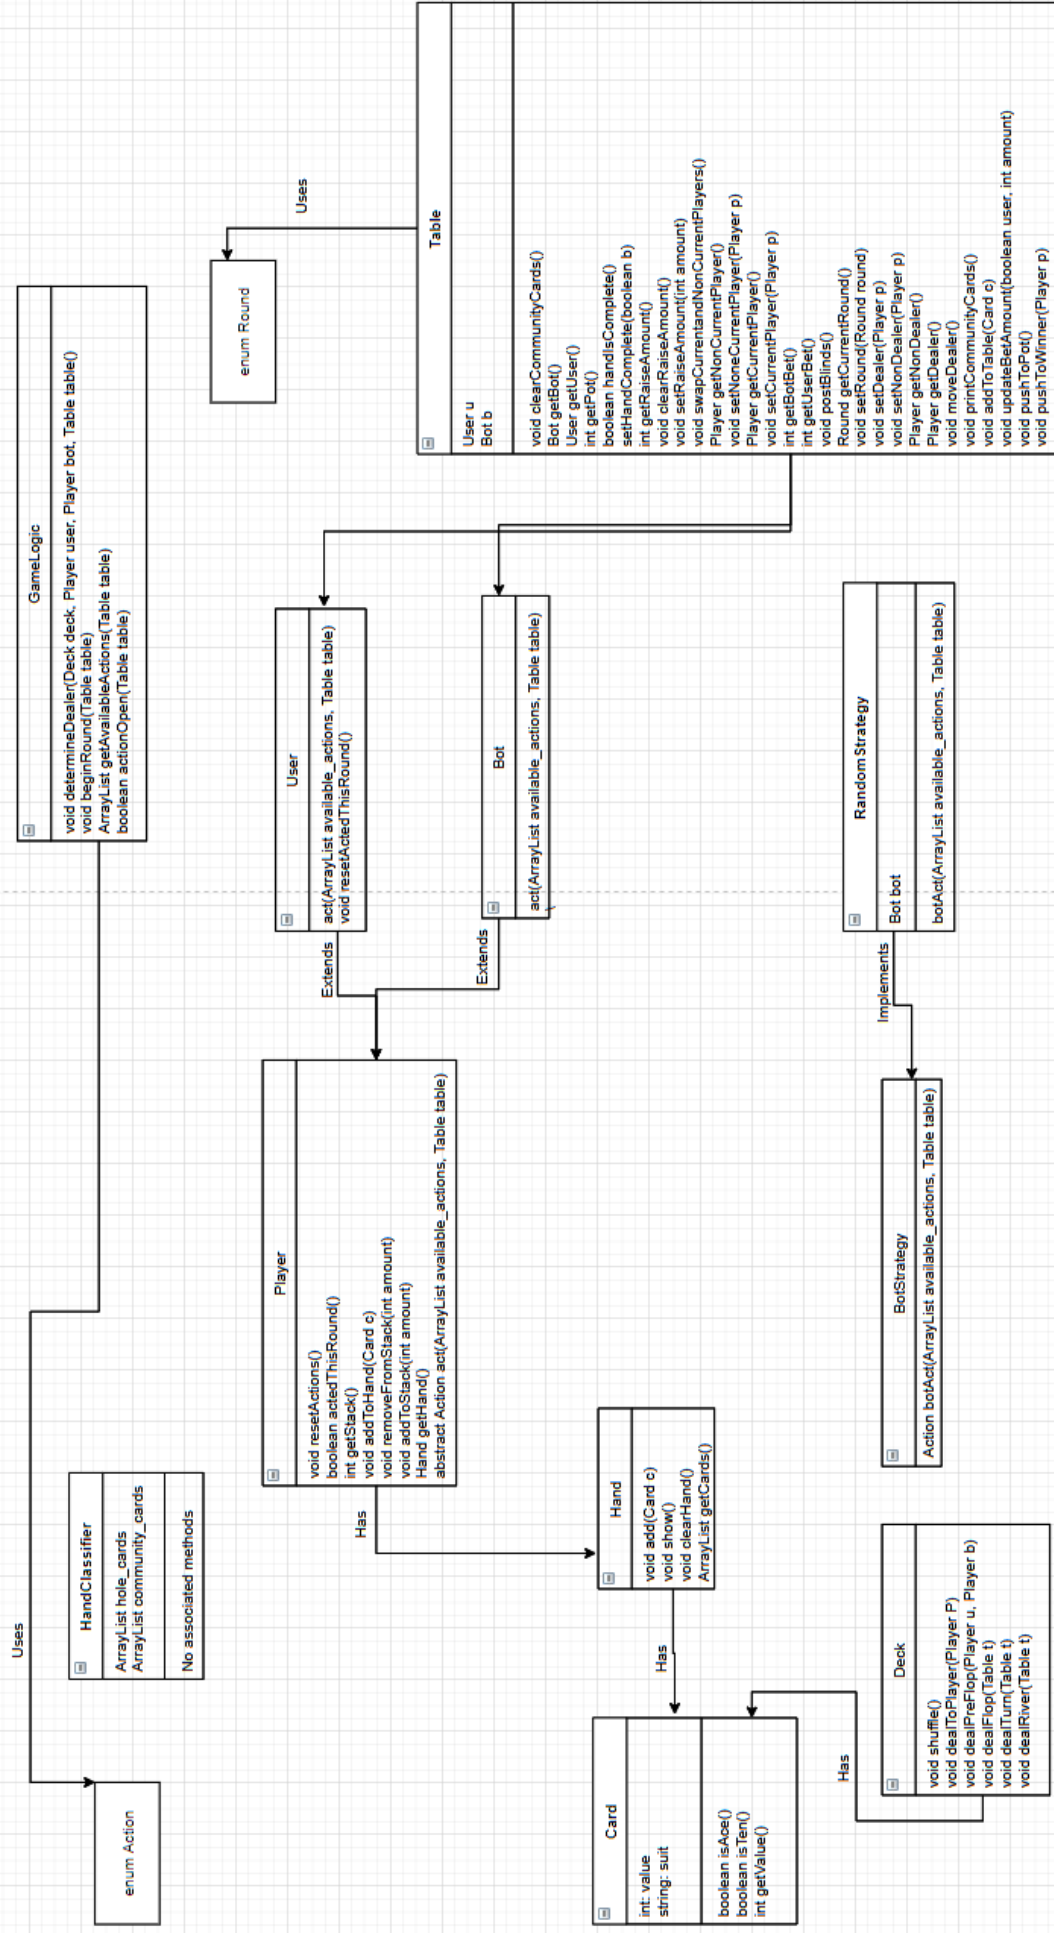 Uses
enum Action
HandClassifier
ArrayList hole_cards
ArrayList community_cards
No associated methods
GameLogic
void determineDealer(Deck deck, Player user, Player bot, Table table()
void beginRound(Table table)
ArrayList getAvailableActions(Table table)
boolean actionOpen(Table table)
enum Round
Uses
Player
void resetActions()
boolean actedThisRound()
int getStack()
void addToHand(Card c)
void removeFromStack(int amount)
void addToStack(int amount)
Hand getHand()
abstract Action act(ArrayList available_actions, Table table)
Has
Extends
User
act(ArrayList available_actions, Table table)
void resetActedThisRound()
Extends
Bot
act(ArrayList available_actions, Table table)
Table
User u
Bot b
void clearCommunityCards()
Bot getBot()
User getUser()
int getPot()
boolean handIsComplete()
setHandComplete(boolean b)
int getRaiseAmount()
void clearRaiseAmount()
void setRaiseAmount(int amount)
void swapCurrentandNonCurrentPlayers()
Player getNonCurrentPlayer()
void setNoneCurrentPlayer(Player p)
Player getCurrentPlayer()
void setCurrentPlayer(Player p)
int getBotBet()
int getUserBet()
void postBlinds()
Round getCurrentRound()
void setRound(Round round)
void setDealer(Player p)
void setNonDealer(Player p)
Player getNonDealer()
Player getDealer()
void moveDealer()
void printCommunityCards()
void addToTable(Card c)
void updateBetAmount(boolean user, int amount)
void pushToPot()
void pushToWinner(Player p)
Card
int: value
string: suit
boolean isAce()
boolean isTen()
int getValue()
Has
Hand
void add(Card c)
void show()
void clearHand()
ArrayList getCards()
Has
Deck
void shuffle()
void dealToPlayer(Player P)
void dealPreFlop(Player u, Player b)
void dealFlop(Table t)
void dealTurn(Table t)
void dealRiver(Table t)
BotStrategy
Action botAct(ArrayList available_actions, Table table)
Implements
Random Strategy
Bot bot
botAct(ArrayList available_actions, Table table)